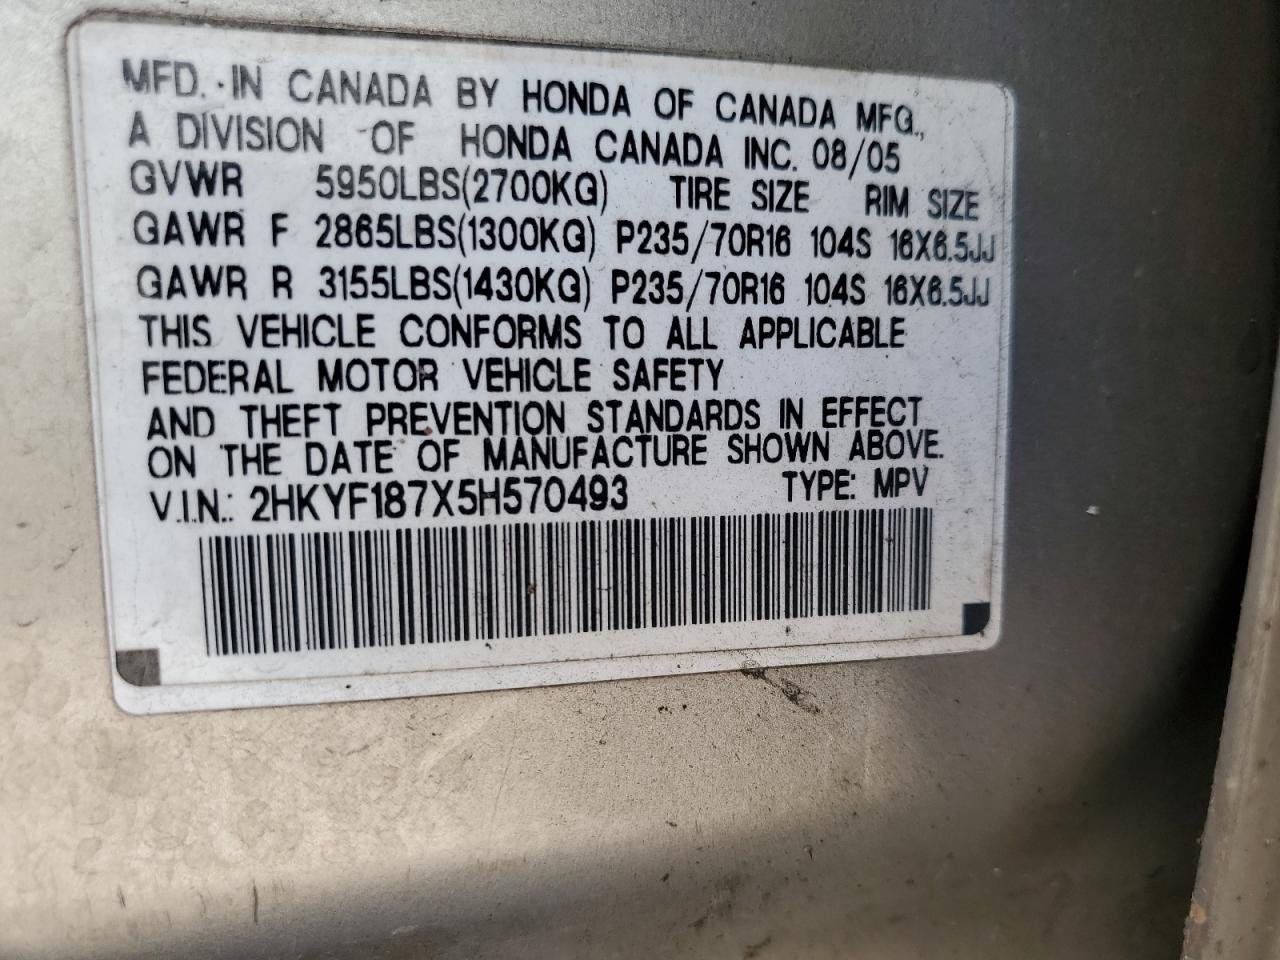 MFD. IN CANADA BY HONDA OF CANADA MFG.,
A DIVISION OF HONDA CANADA INC. 08/05
GVWR 5950LBS(2700KG) TIRE SIZE RIM SIZE
GAWR F 2865LBS(1300KG) P235/70R16 104S 16X6.5JJ
GAWR R 3155LBS(1430KG) P235/70R16 104S 16X6.5JJ
THIS VEHICLE CONFORMS TO ALL APPLICABLE
FEDERAL MOTOR VEHICLE SAFETY
AND THEFT PREVENTION STANDARDS IN EFFECT
ON THE DATE OF MANUFACTURE SHOWN ABOVE.
V.I.N.: 2HKYF187X5H570493 TYPE: MPV